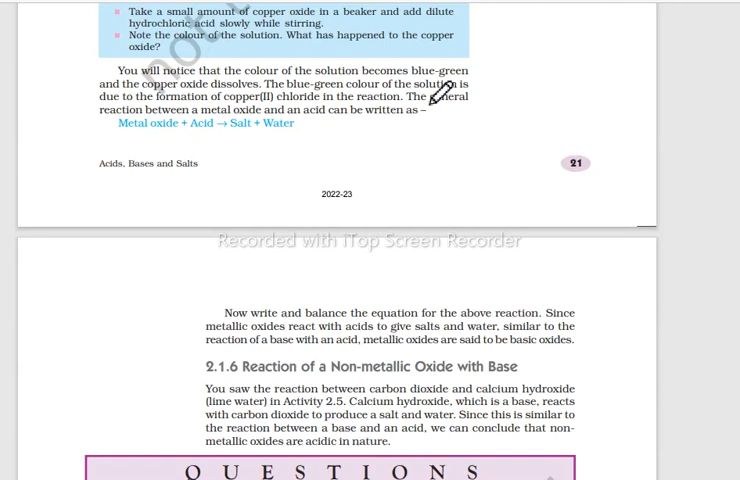 Take a small amount of copper oxide in a beaker and add dilute
hydrochloric acid slowly while stirring.
Note the colour of the solution. What has happened to the copper
oxide?
You will notice that the colour of the solution becomes blue-green
and the copper oxide dissolves. The blue-green colour of the solution is
due to the formation of copper(II) chloride in the reaction. The general
reaction between a metal oxide and an acid can be written as –
Metal oxide + Acid → Salt + Water
Acids, Bases and Salts
21
2022-23
Recorded with iTop Screen Recorder
Now write and balance the equation for the above reaction. Since
metallic oxides react with acids to give salts and water, similar to the
reaction of a base with an acid, metallic oxides are said to be basic oxides.
2.1.6 Reaction of a Non-metallic Oxide with Base
You saw the reaction between carbon dioxide and calcium hydroxide
(lime water) in Activity 2.5. Calcium hydroxide, which is a base, reacts
with carbon dioxide to produce a salt and water. Since this is similar to
the reaction between a base and an acid, we can conclude that non-
metallic oxides are acidic in nature.
QUESTIONS